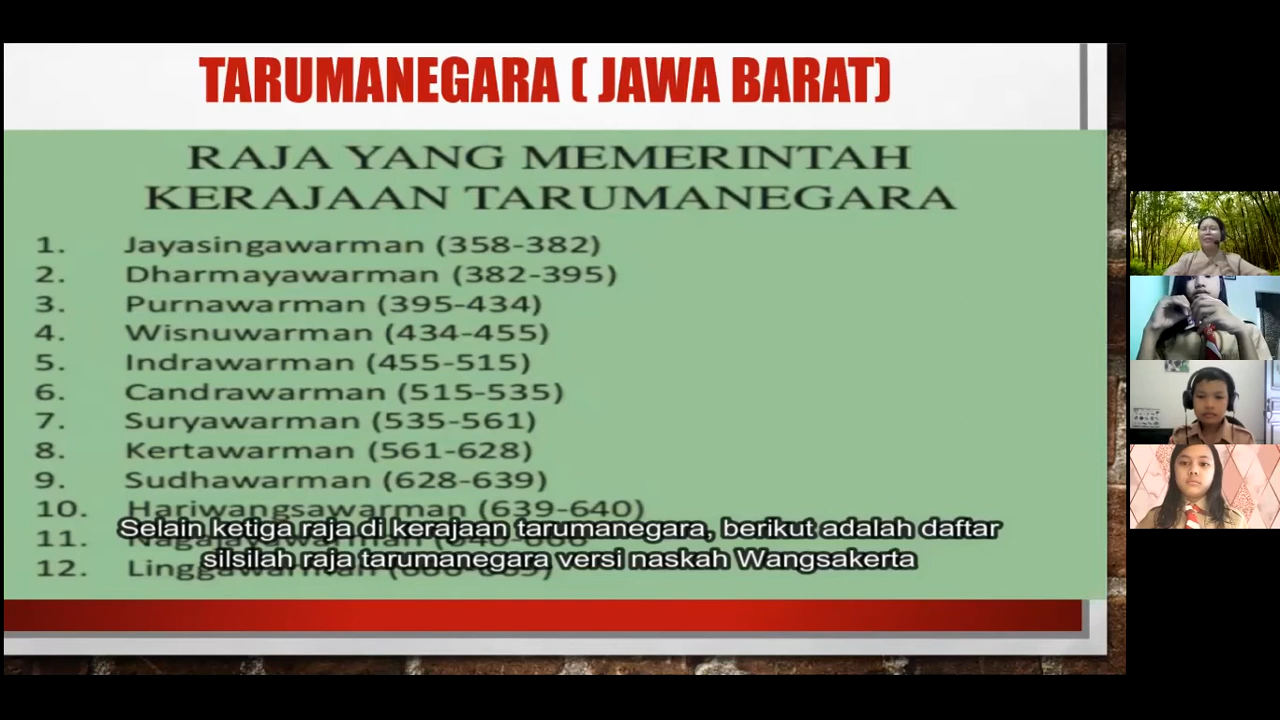 TARUMANEGARA ( JAWA BARAT)
RAJA YANG MEMERINTAH
KERAJAAN TARUMANEGARA
1. Jayasingawarman (358-382)
2. Dharmayawarman (382-395)
3. Purnawarman (395-434)
4. Wisnuwarman (434-455)
5. Indrawarman (455-515)
6. Candrawarman (515-535)
7. Suryawarman (535-561)
8. Kertawarman (561-628)
9. Sudhawarman (628-639)
10. Hariwangsawarman (639-640)
11.
12.
Selain ketiga raja di kerajaan tarumanegara, berikut adalah daftar
silsilah raja tarumanegara versi naskah Wangsakerta